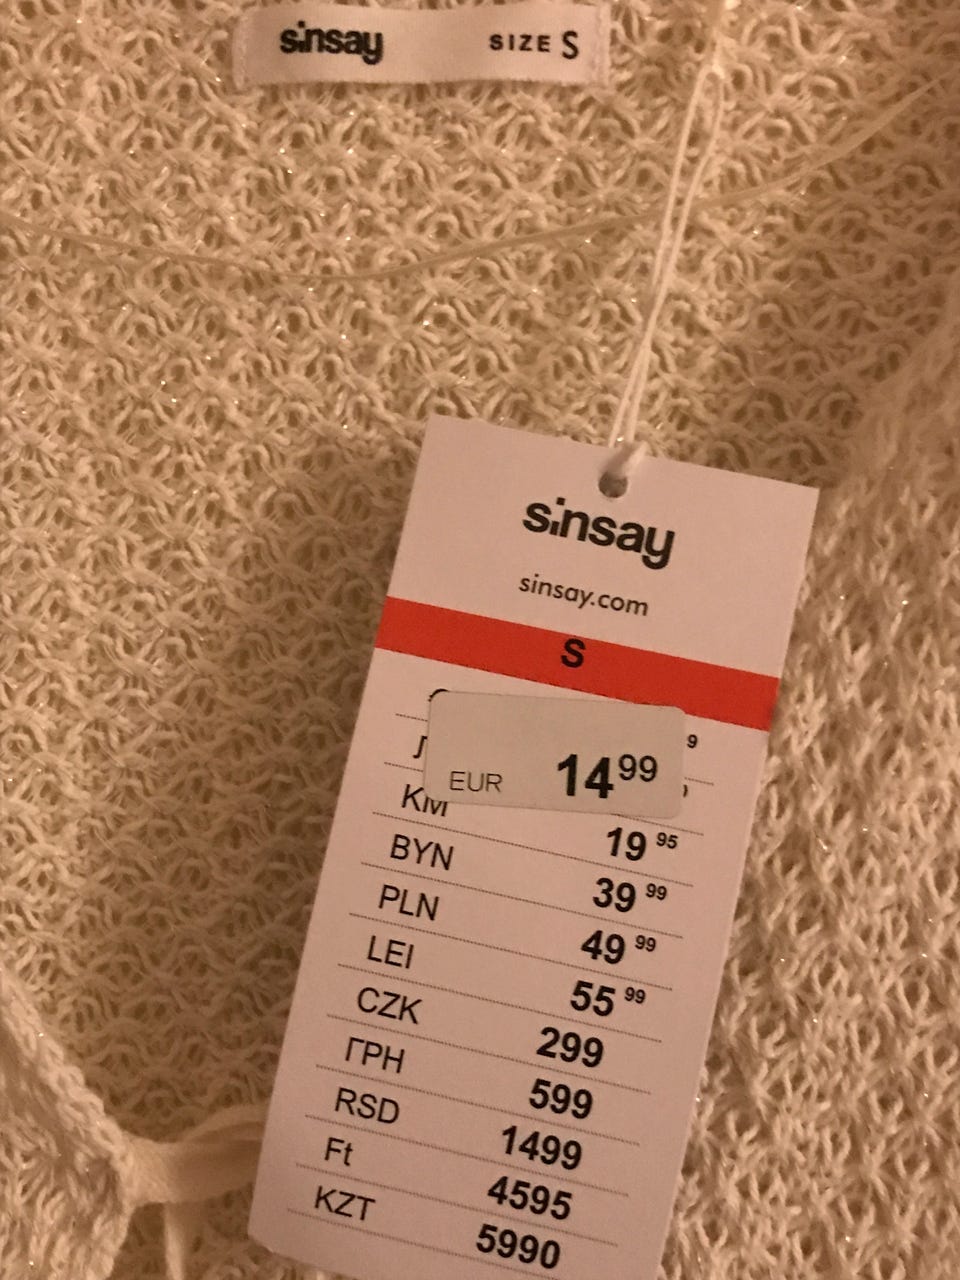 sinsay SIZE S
sinsay
sinsay.com
S
EUR 14 99
KM 19 95
BYN 39 99
PLN 49 99
LEI 55 99
CZK 299
ГРН 599
RSD 1499
Ft 4595
KZT 5990